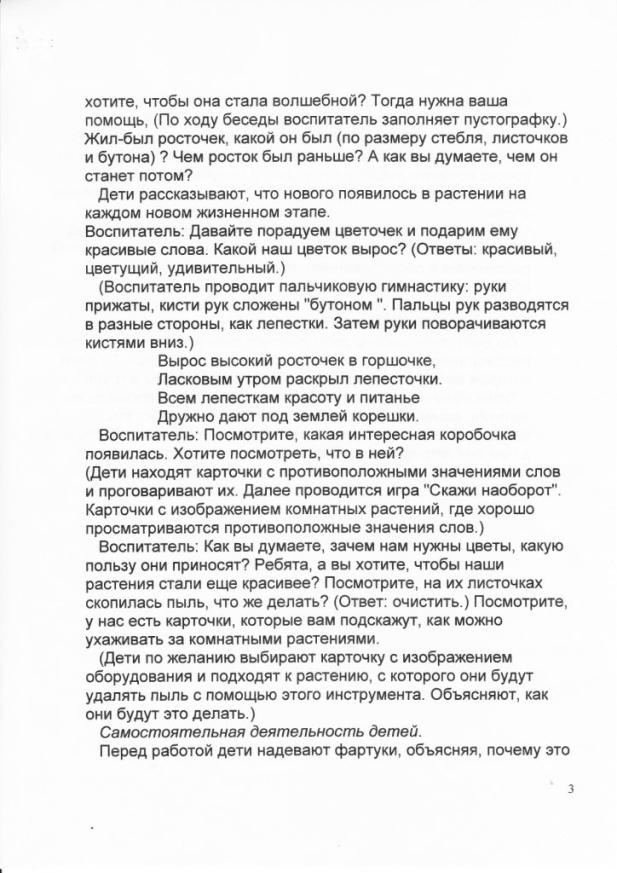 хотите, чтобы она стала волшебной? Тогда нужна ваша
помощь, (По ходу беседы воспитатель заполняет пустографку.)
Жил-был росточек, какой он был (по размеру стебля, листочков
и бутона) ? Чем росток был раньше? А как вы думаете, чем он
станет потом?
Дети рассказывают, что нового появилось в растении на
каждом новом жизненном этапе.
Воспитатель: Давайте порадуем цветочек и подарим ему
красивые слова. Какой наш цветок вырос? (Ответы: красивый,
цветущий, удивительный.)
(Воспитатель проводит пальчиковую гимнастику: руки
прижаты, кисти рук сложены "бутоном ". Пальцы рук разводятся
в разные стороны, как лепестки. Затем руки поворачиваются
кистями вниз.)
Вырос высокий росточек в горшочке,
Ласковым утром раскрыл лепесточки.
Всем лепесткам красоту и питанье
Дружно дают под землей корешки.
Воспитатель: Посмотрите, какая интересная коробочка
появилась. Хотите посмотреть, что в ней?
(Дети находят карточки с противоположными значениями слов
и проговаривают их. Далее проводится игра "Скажи наоборот".
Карточки с изображением комнатных растений, где хорошо
просматриваются противоположные значения слов.)
Воспитатель: Как вы думаете, зачем нам нужны цветы, какую
пользу они приносят? Ребята, а вы хотите, чтобы наши
растения стали еще красивее? Посмотрите, на их листочках
скопилась пыль, что же делать? (Ответ: очистить.) Посмотрите,
у нас есть карточки, которые вам подскажут, как можно
ухаживать за комнатными растениями.
(Дети по желанию выбирают карточку с изображением
оборудования и подходят к растению, с которого они будут
удалять пыль с помощью этого инструмента. Объясняют, как
они будут это делать.)
Самостоятельная деятельность детей.
Перед работой дети надевают фартуки, объясняя, почему это
3